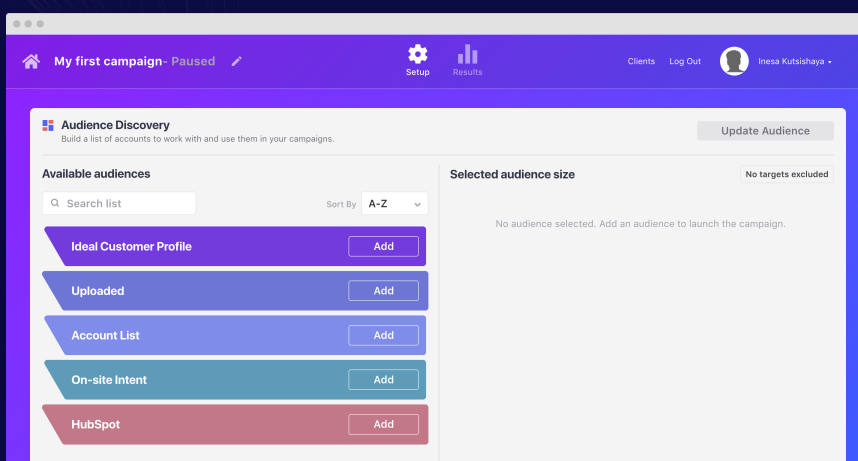 My first campaign- Paused
Setup
Results
Clients
Log Out
Inesa Kutsishaya
Audience Discovery
Build a list of accounts to work with and use them in your campaigns.
Update Audience
Available audiences
Search list
Sort By
A-Z
Ideal Customer Profile
Add
Uploaded
Add
Account List
Add
On-site Intent
Add
HubSpot
Add
Selected audience size
No targets excluded
No audience selected. Add an audience to launch the campaign.